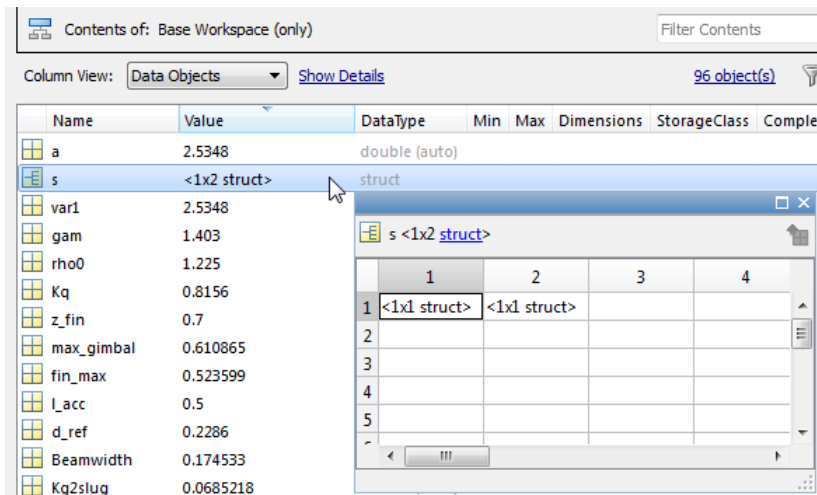 Contents of: Base Workspace (only) Filter Contents
Column View: Data Objects Show Details 96 object(s)
Name Value DataType Min Max Dimensions StorageClass Comple
a 2.5348 double (auto)
s <1x2 struct> struct
var1 2.5348
gam 1.403 s <1x2 struct>
rho0 1.225
1 2 3 4
Kq 0.8156
1 <1x1 struct> <1x1 struct>
z_fin 0.7
2
max_gimbal 0.610865
3
fin_max 0.523599
4
l_acc 0.5
5
d_ref 0.2286
Beamwidth 0.174533
Kg2slug 0.0685218